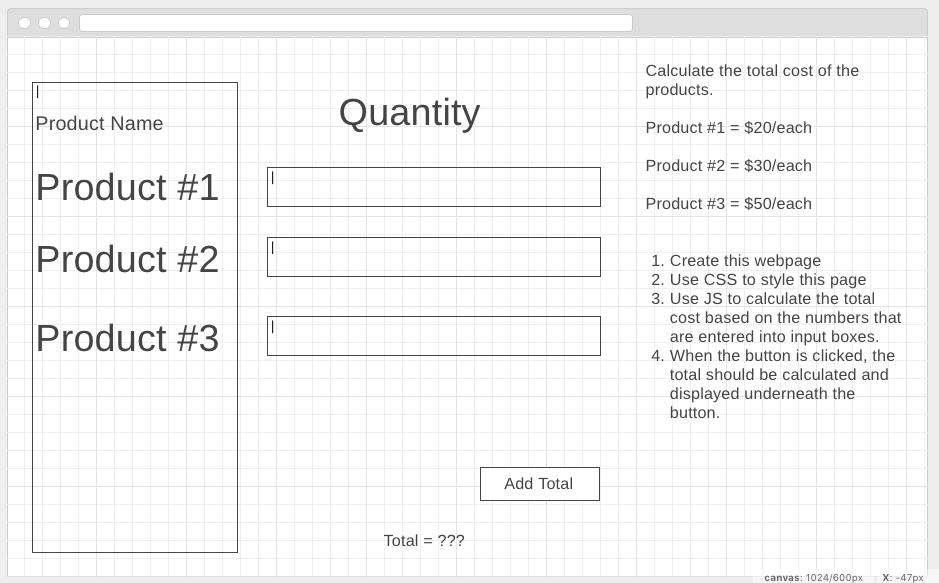 Product Name
Quantity
Product #1
Product #2
Product #3
Add Total
Total = ???
Calculate the total cost of the
products.
Product #1 = $20/each
Product #2 = $30/each
Product #3 = $50/each
1. Create this webpage
2. Use CSS to style this page
3. Use JS to calculate the total
cost based on the numbers that
are entered into input boxes.
4. When the button is clicked, the
total should be calculated and
displayed underneath the
button.
canvas: 1024/600px X: -47px